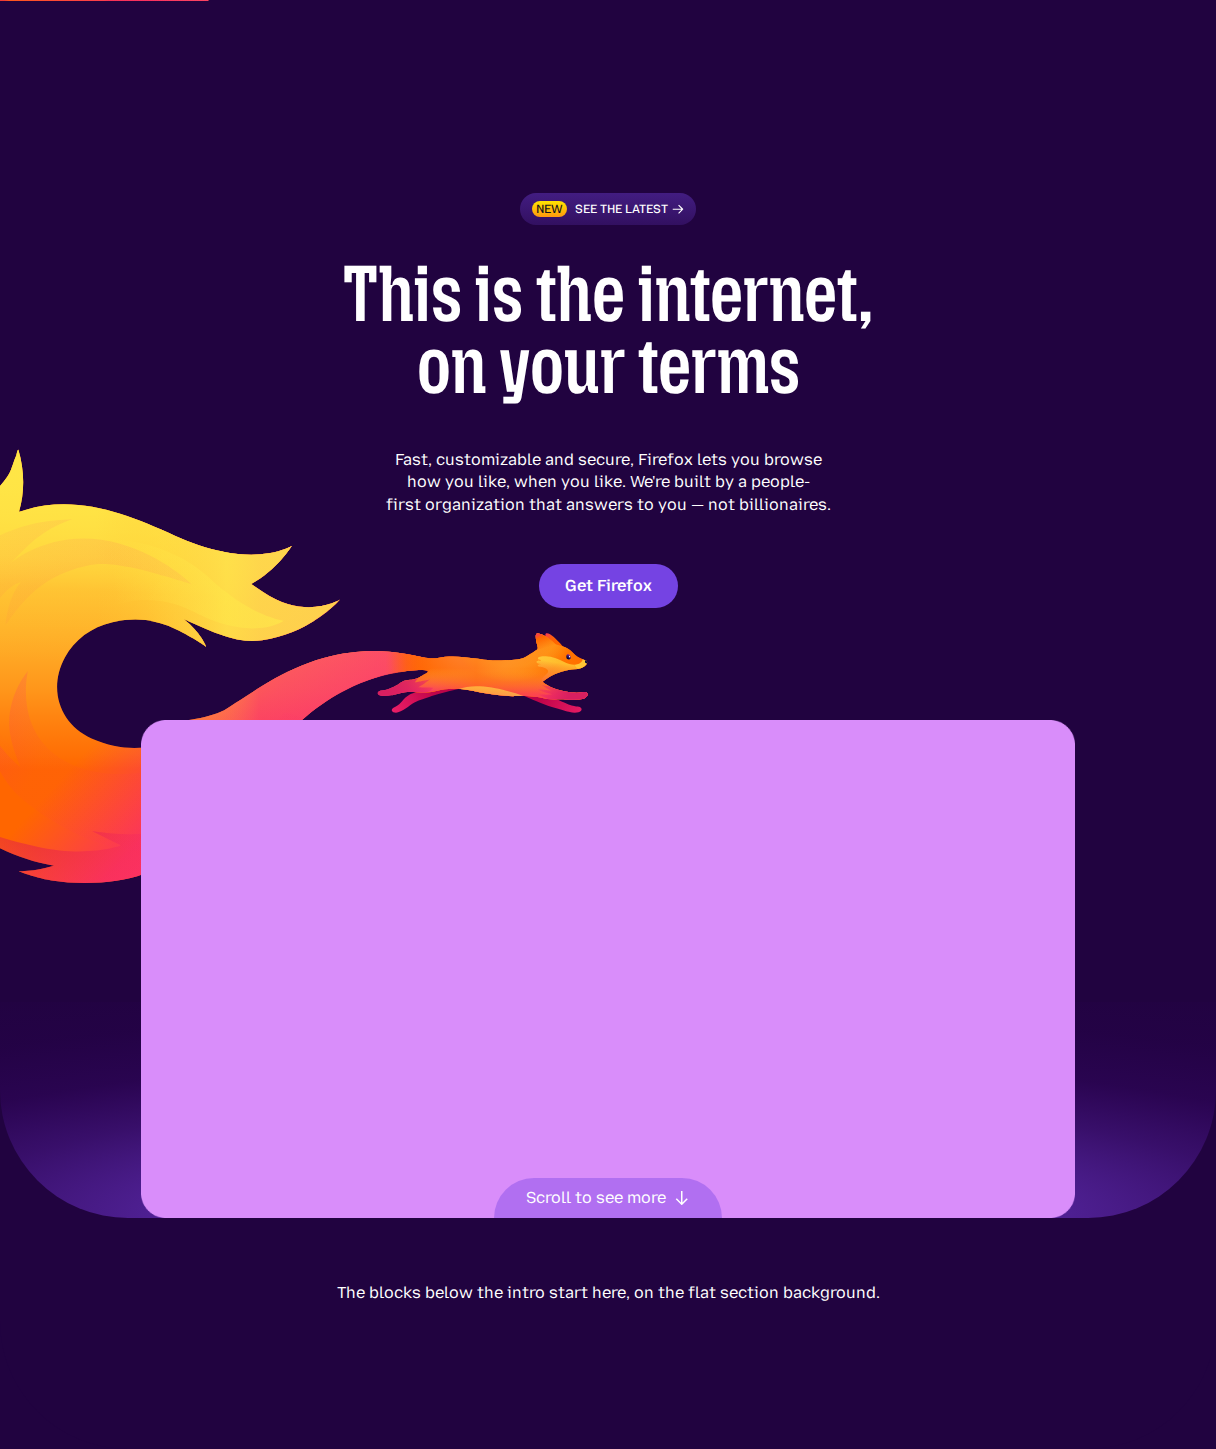 NEW SEE THE LATEST →
This is the internet,
on your terms
Fast, customizable and secure, Firefox lets you browse
how you like, when you like. We're built by a people-
first organization that answers to you — not billionaires.
Get Firefox
Scroll to see more ↓
The blocks below the intro start here, on the flat section background.